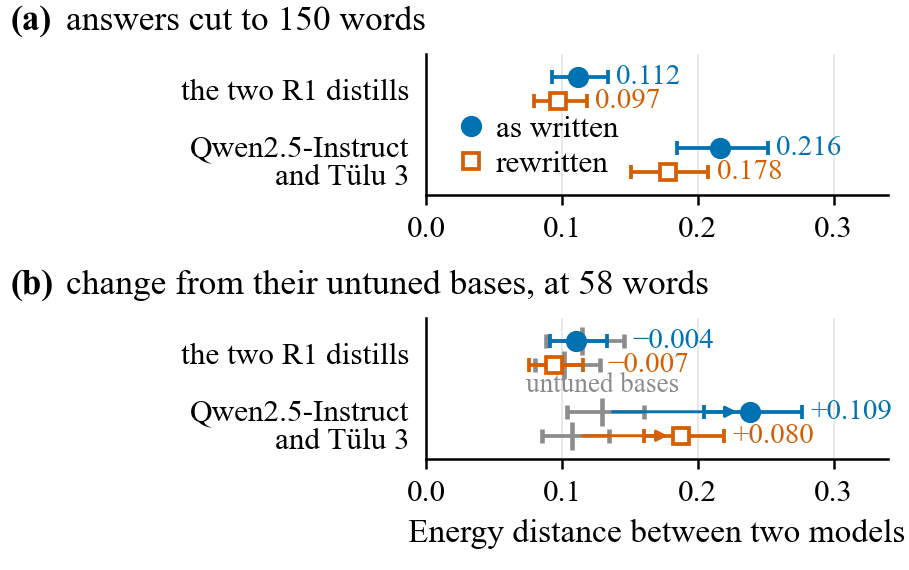 (a) answers cut to 150 words
the two R1 distills
0.112
0.097
as written
rewritten
Qwen2.5-Instruct
and Tülu 3
0.216
0.178
0.0 0.1 0.2 0.3
(b) change from their untuned bases, at 58 words
the two R1 distills
−0.004
−0.007
untuned bases
Qwen2.5-Instruct
and Tülu 3
+0.109
+0.080
0.0 0.1 0.2 0.3
Energy distance between two models